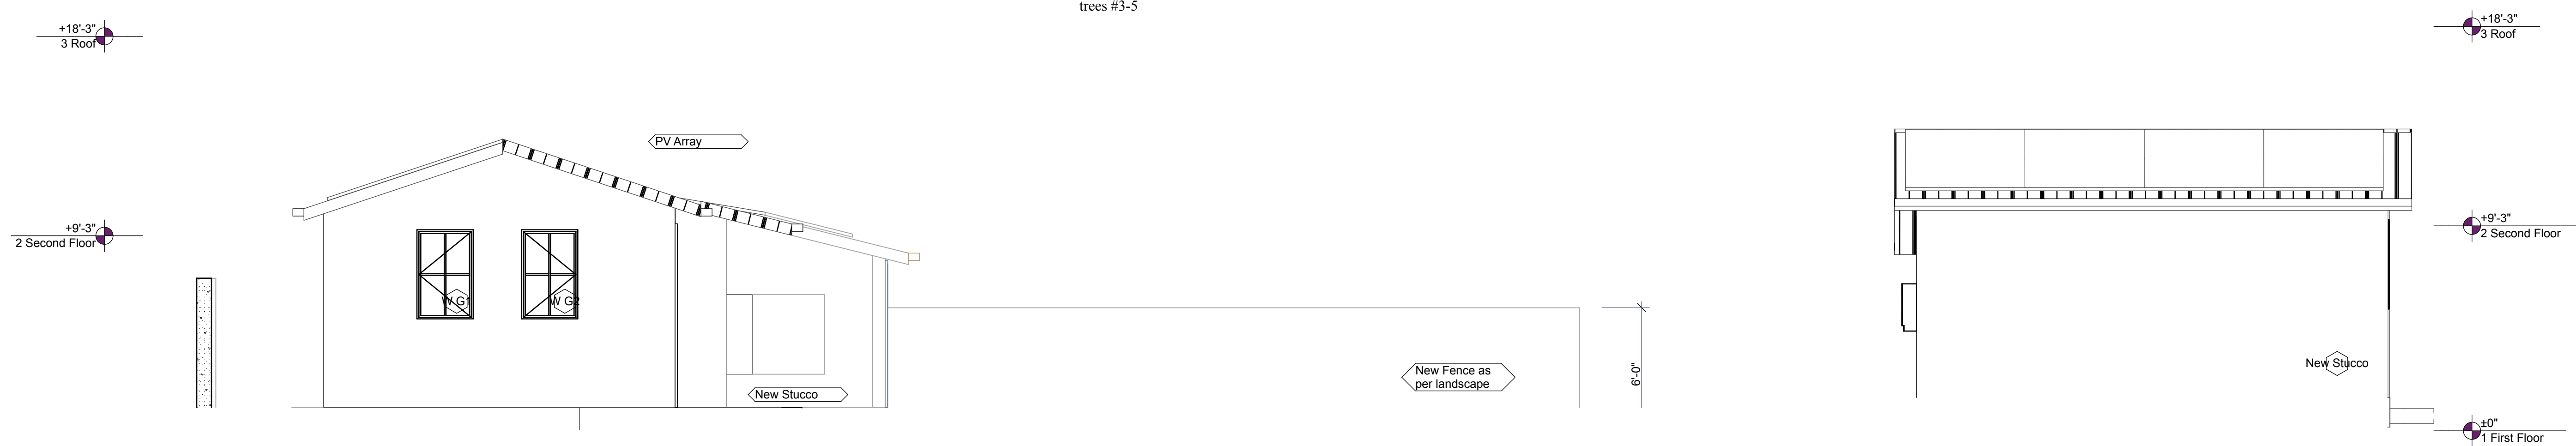 trees #3-5
+18'-3"
3 Roof
+18'-3"
3 Roof
PV Array
+9'-3"
2 Second Floor
+9'-3"
2 Second Floor
W G1
W G2
New Fence as
per landscape
6'-0"
New Stucco
New Stucco
±0"
1 First Floor